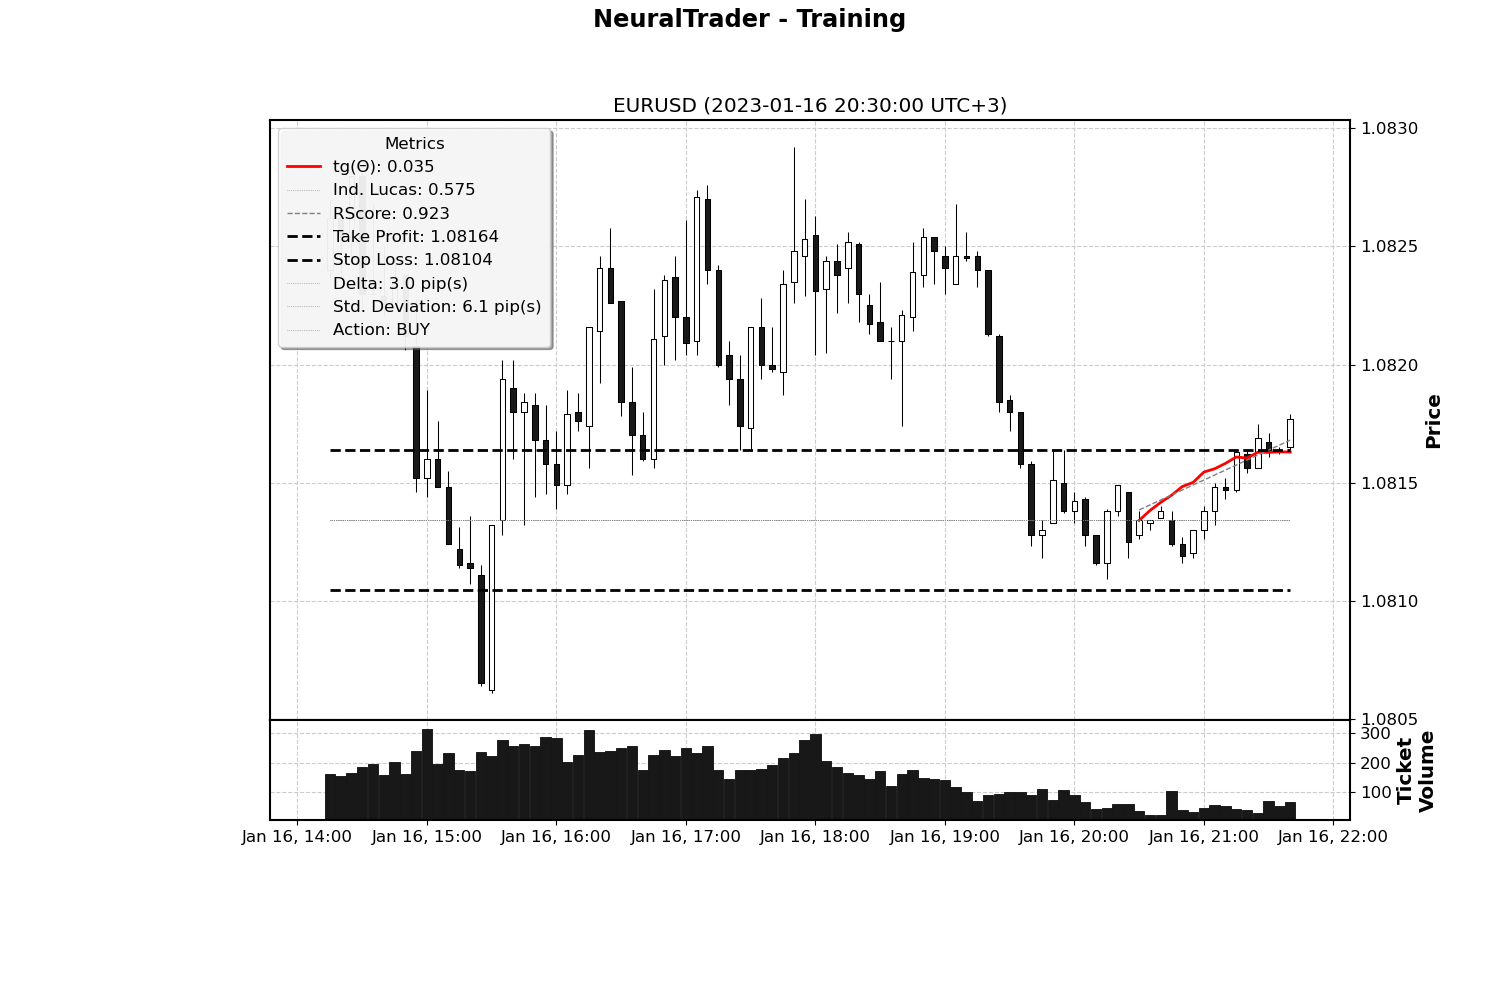 NeuralTrader - Training
EURUSD (2023-01-16 20:30:00 UTC+3)
Metrics
tg(Θ): 0.035
Ind. Lucas: 0.575
RScore: 0.923
Take Profit: 1.08164
Stop Loss: 1.08104
Delta: 3.0 pip(s)
Std. Deviation: 6.1 pip(s)
Action: BUY
1.0830
1.0825
1.0820
1.0815
1.0810
1.0805
Price
300
200
100
Ticket
Volume
Jan 16, 14:00
Jan 16, 15:00
Jan 16, 16:00
Jan 16, 17:00
Jan 16, 18:00
Jan 16, 19:00
Jan 16, 20:00
Jan 16, 21:00
Jan 16, 22:00